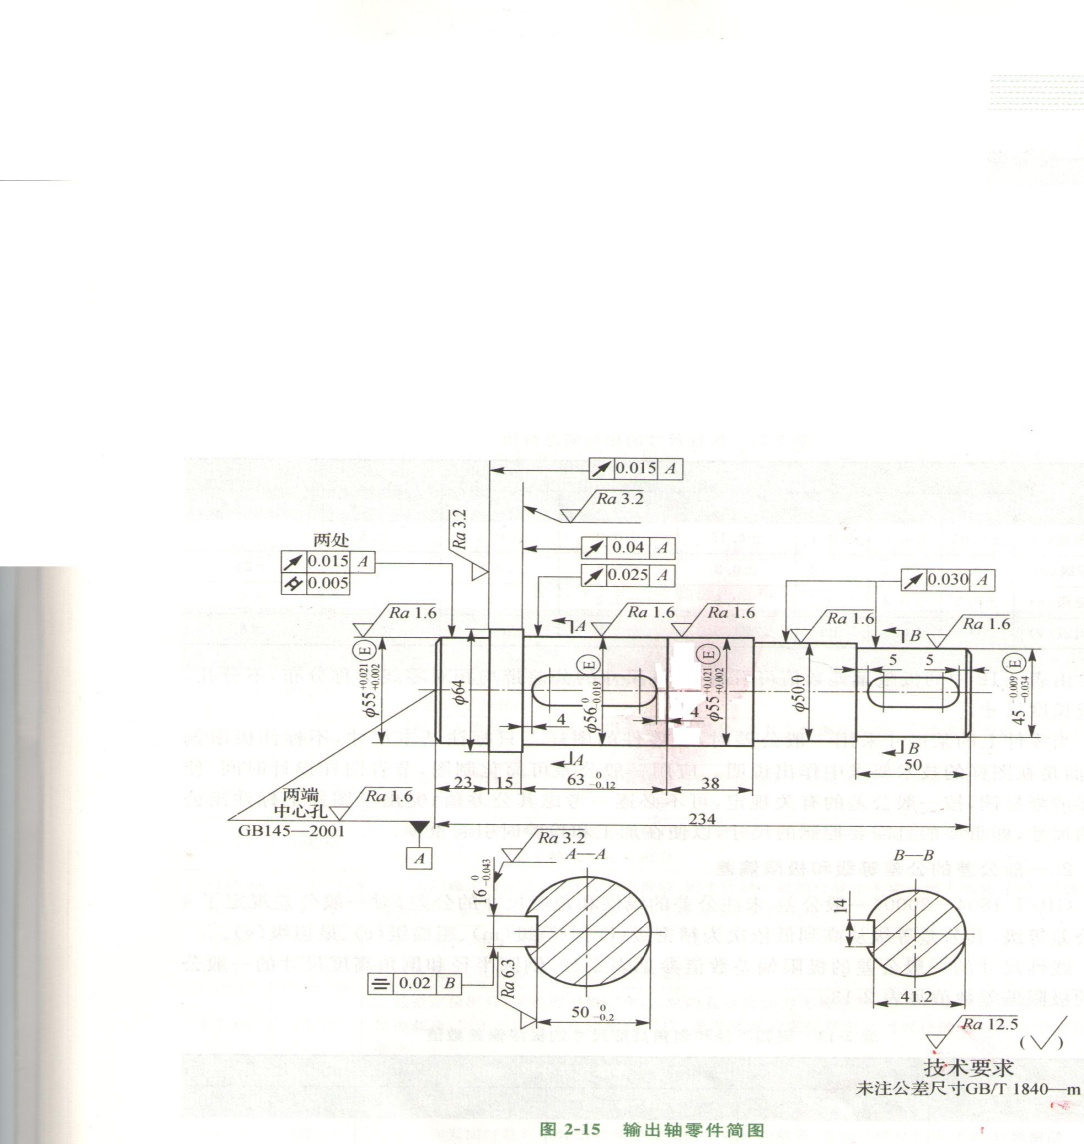 0.015 A
Ra 3.2
Ra 3.2
两处
0.015 A
0.005
0.04 A
0.025 A
0.030 A
Ra 1.6
A
Ra 1.6
Ra 1.6
Ra 1.6
B
Ra 1.6
φ55 +0.021 +0.002 Ⓔ
φ64
4
φ56 0 -0.019 Ⓔ
4
φ55 +0.021 +0.002 Ⓔ
φ50.0
5
5
45 -0.009 -0.034 Ⓔ
A
B
23
15
63 0 -0.12
38
50
234
两端
中心孔
Ra 1.6
GB145—2001
A
Ra 3.2
A—A
B—B
16 0 -0.043
14
0.02 B
Ra 6.3
50 0 -0.2
41.2
Ra 12.5
(√)
技术要求
未注公差尺寸GB/T 1840—m
图 2-15 输出轴零件简图